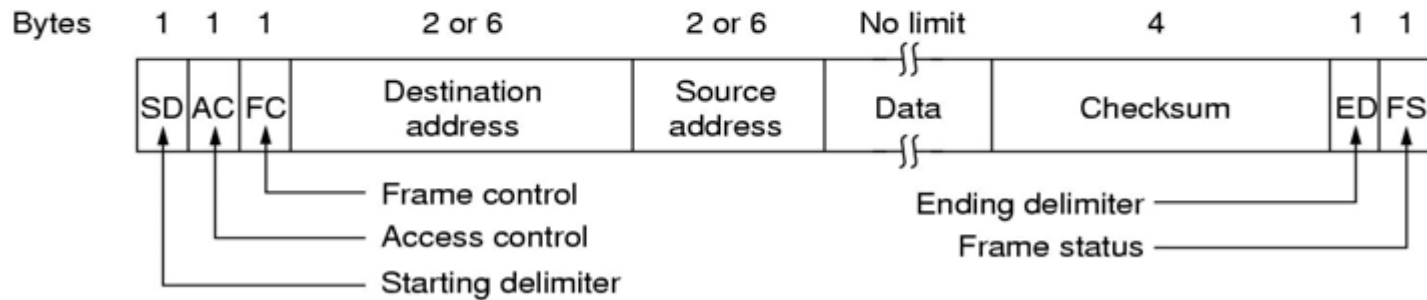 Bytes 1 1 1 2 or 6 2 or 6 No limit 4 1 1
SD AC FC Destination address Source address Data Checksum ED FS
Frame control
Access control
Starting delimiter
Ending delimiter
Frame status